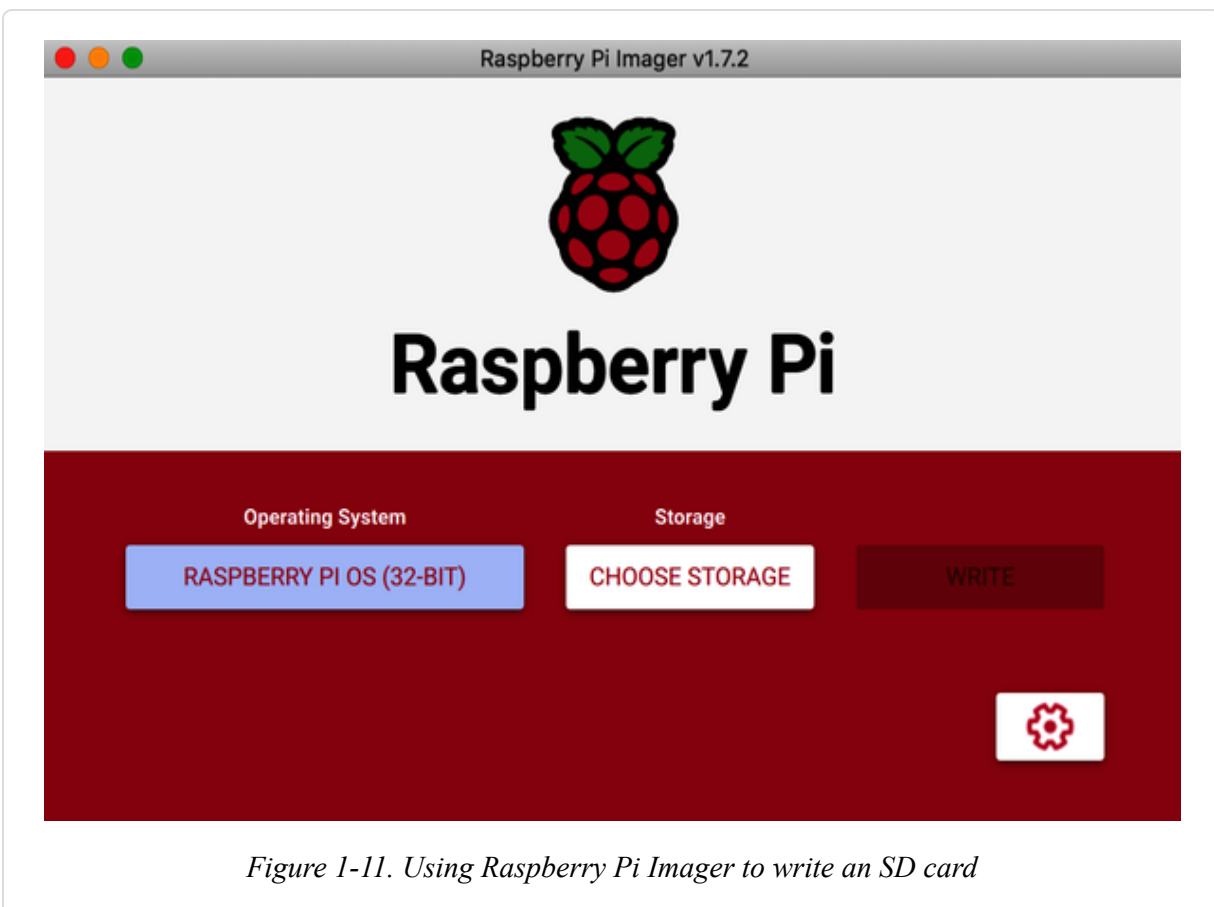 Raspberry Pi Imager v1.7.2
Raspberry Pi
Operating System Storage
RASPBERRY PI OS (32-BIT) CHOOSE STORAGE WRITE
Figure 1-11. Using Raspberry Pi Imager to write an SD card